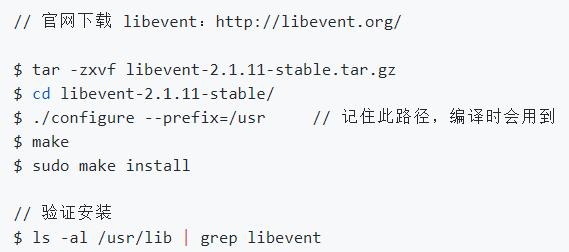 // 官网下载 libevent：http://libevent.org/
$ tar -zxvf libevent-2.1.11-stable.tar.gz
$ cd libevent-2.1.11-stable/
$ ./configure --prefix=/usr     // 记住此路径，编译时会用到
$ make
$ sudo make install
// 验证安装
$ ls -al /usr/lib | grep libevent